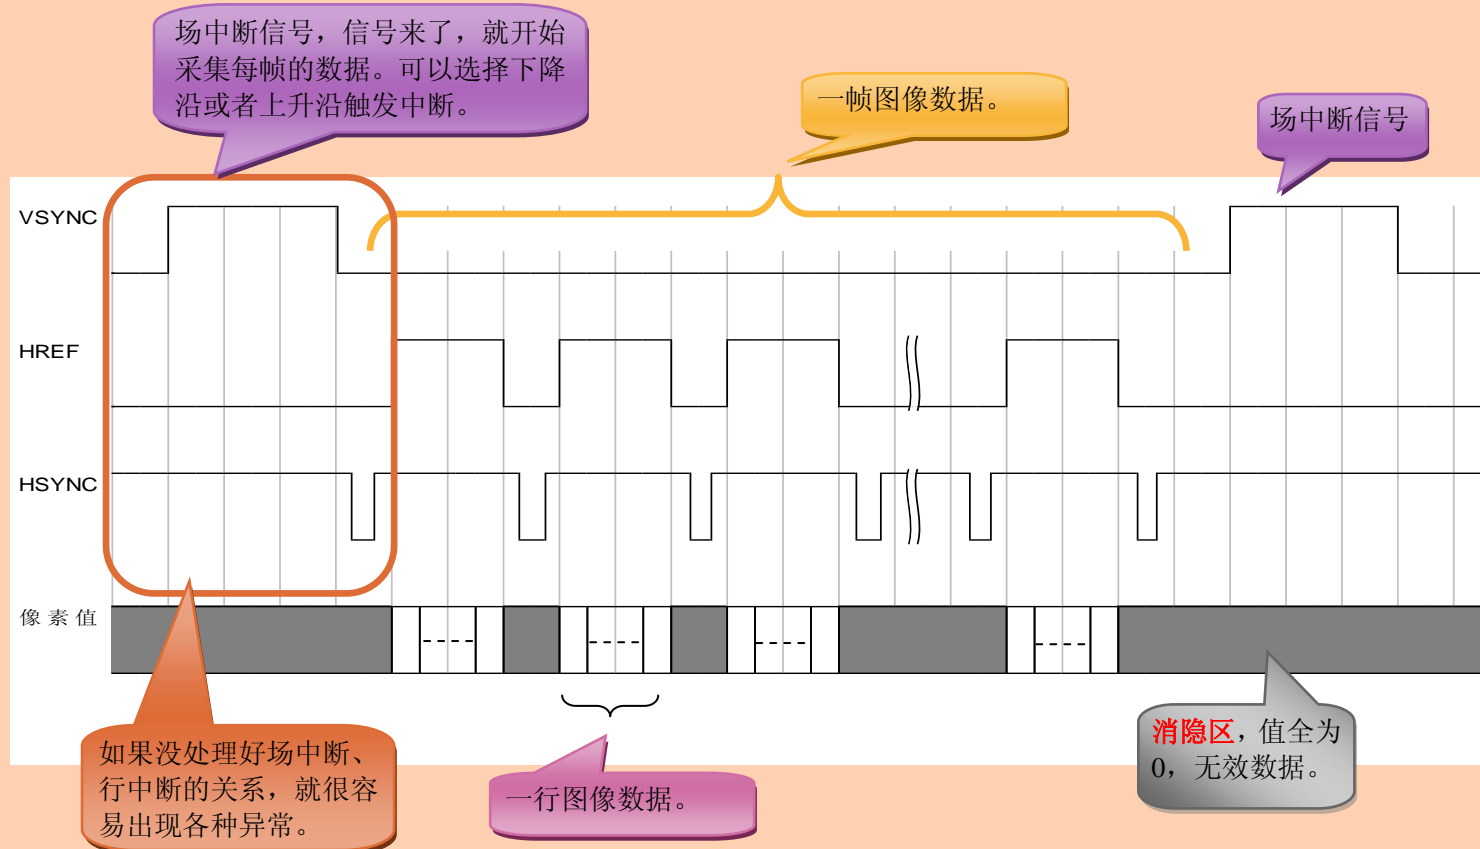 场中断信号，信号来了，就开始
采集每帧的数据。可以选择下降
沿或者上升沿触发中断。
一帧图像数据。
场中断信号
VSYNC
HREF
HSYNC
像素值
如果没处理好场中断、
行中断的关系，就很容
易出现各种异常。
一行图像数据。
消隐区，值全为
0，无效数据。